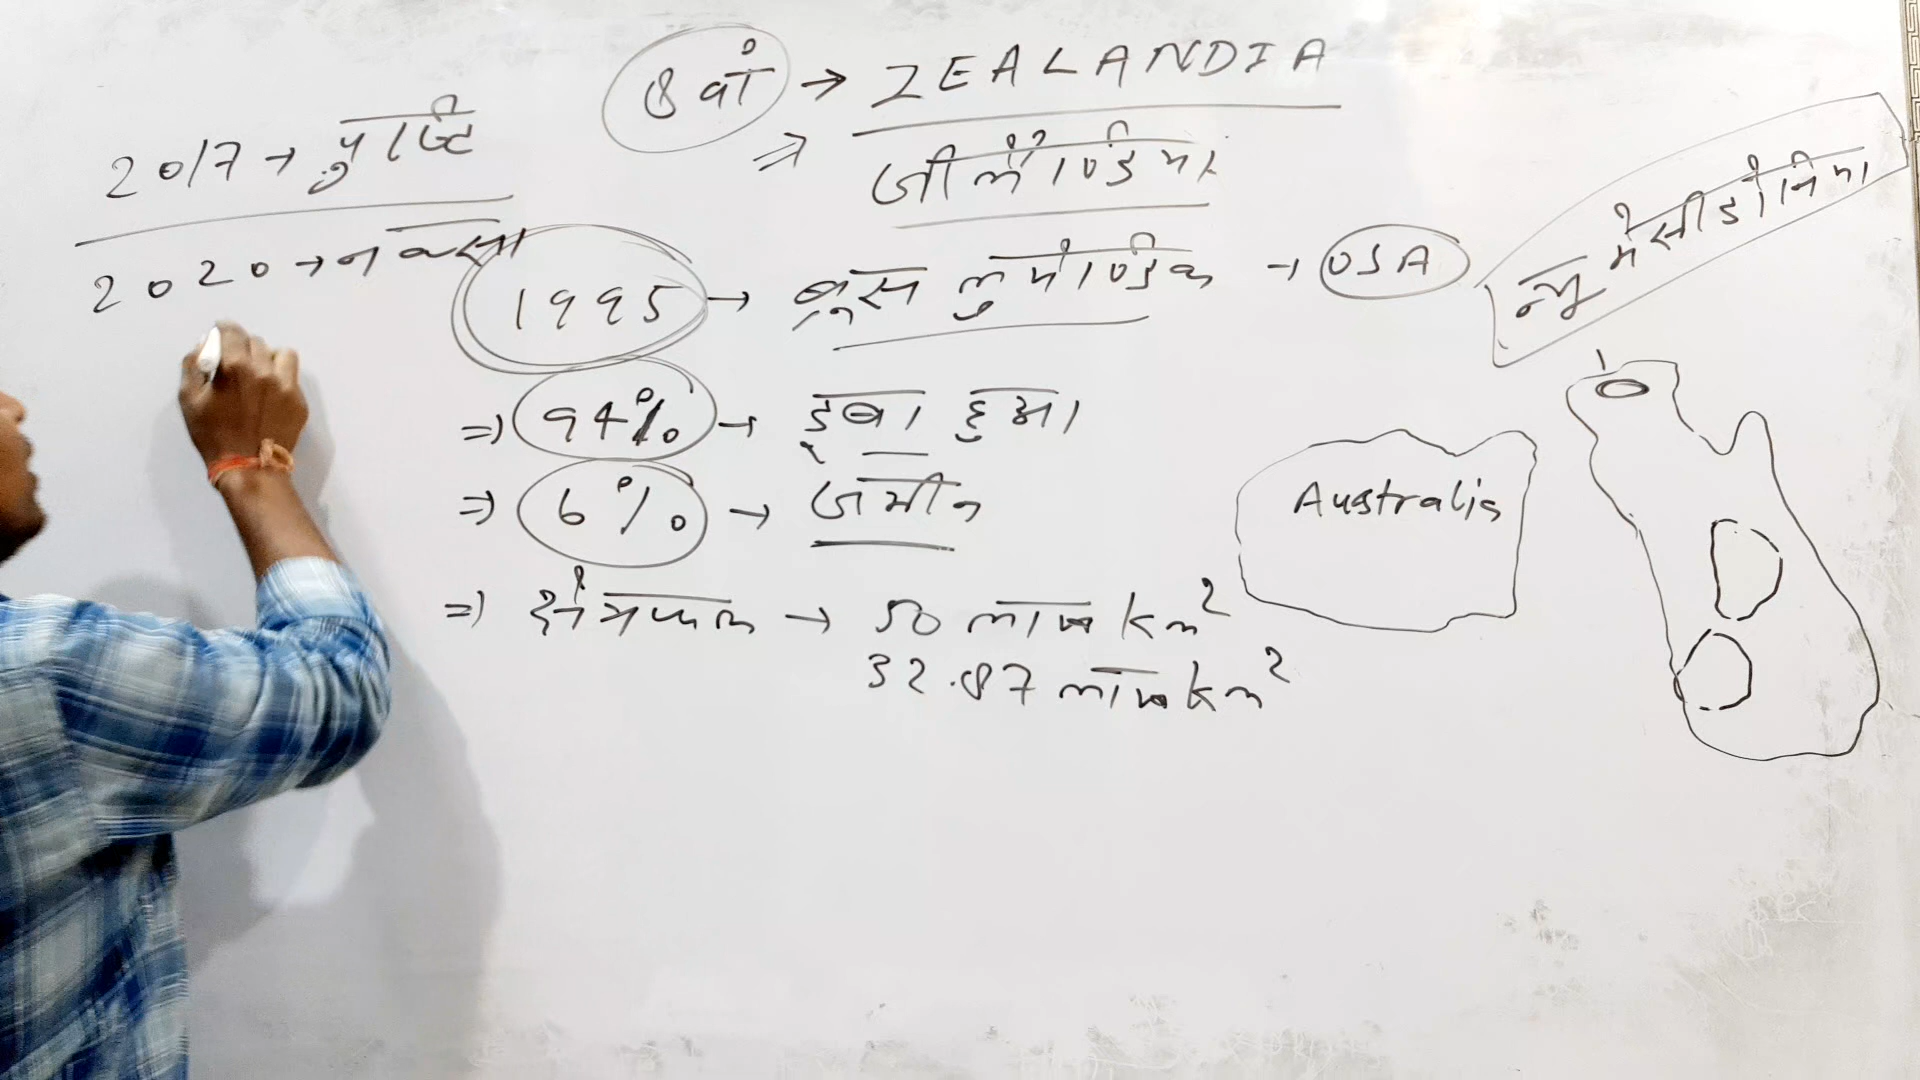 8 वां → ZEALANDIA
⇒ जीलैण्डिया
2017 → पुष्टि
2020 → नक्सा
1995 → ब्रूस लुयेण्डिक → USA
न्यू मेसीडोनिया
⇒ 94% → डूबा हुआ
⇒ 6% → जमीन
Australia
⇒ क्षेत्रफल → 50 लाख km²
32.87 लाख km²